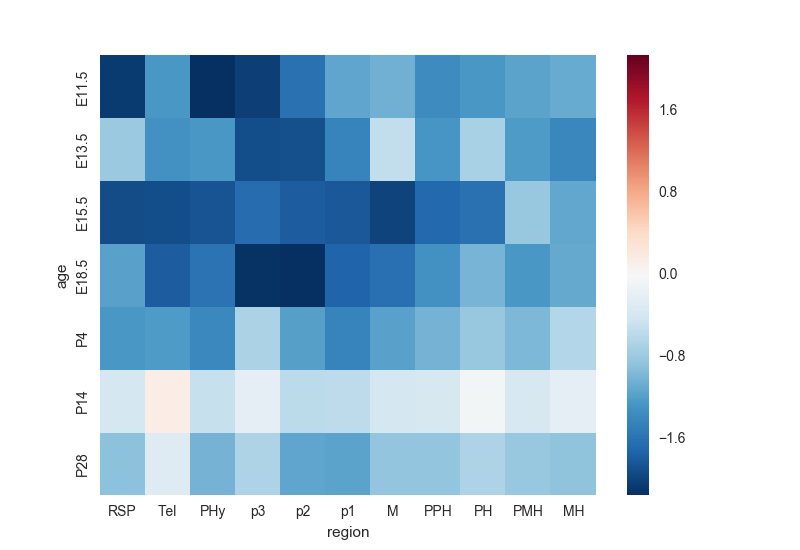 E11.5
E13.5
E15.5
E18.5
P4
P14
P28
age
RSP Tel PHy p3 p2 p1 M PPH PH PMH MH
region
1.6
0.8
0.0
−0.8
−1.6